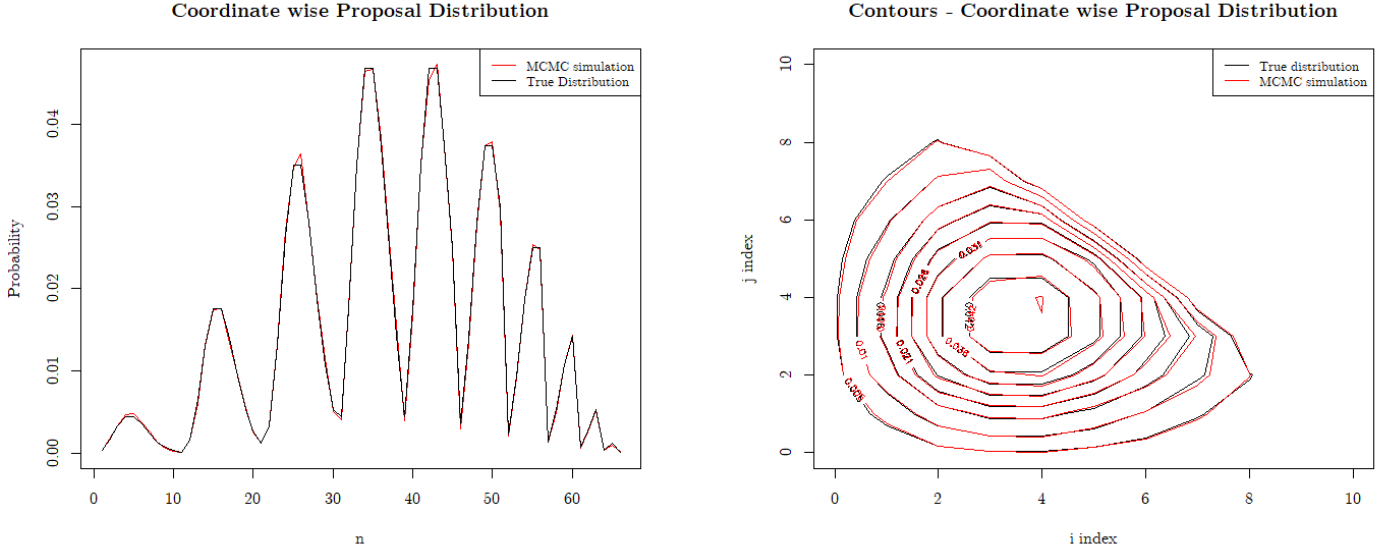 Coordinate wise Proposal Distribution
MCMC simulation
True Distribution
Probability
0.04
0.03
0.02
0.01
0.00
0 10 20 30 40 50 60
n
Contours - Coordinate wise Proposal Distribution
True distribution
MCMC simulation
j index
10
8
6
4
2
0
0.031
0.026
0.01
0.021
0.036
0.005
0 2 4 6 8 10
i index